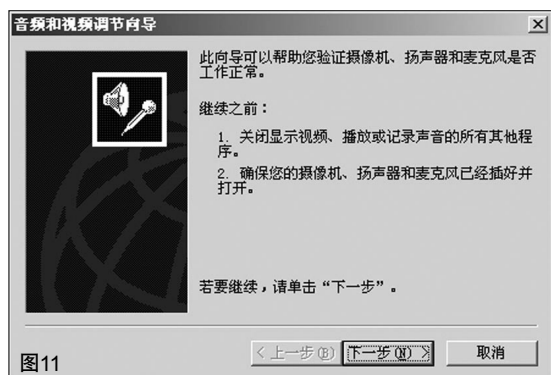 音频和视频调节向导
此向导可以帮助您验证摄像机、扬声器和麦克风是否
工作正常。
继续之前：
1. 关闭显示视频、播放或记录声音的所有其他程
序。
2. 确保您的摄像机、扬声器和麦克风已经插好并
打开。
若要继续，请单击“下一步”。
< 上一步(B) 下一步(N) > 取消
图11